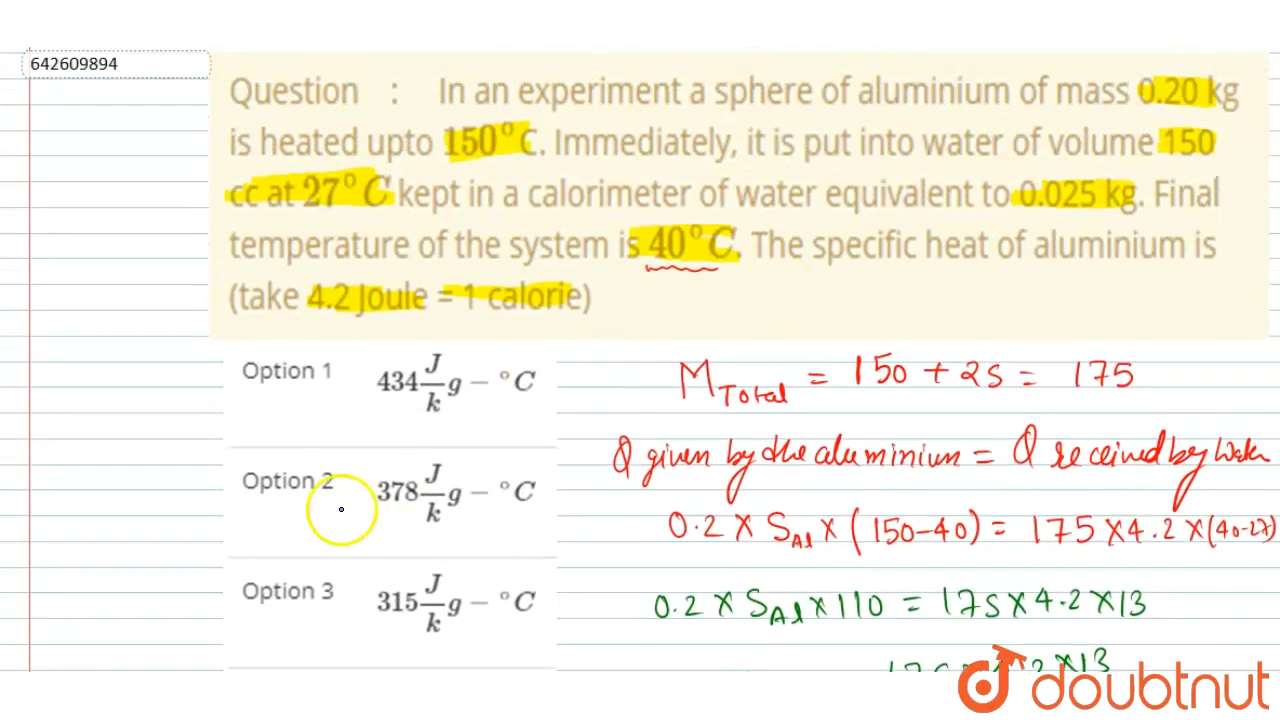 642609894
Question : In an experiment a sphere of aluminium of mass 0.20 kg
is heated upto 150°C. Immediately, it is put into water of volume 150
cc at 27°C kept in a calorimeter of water equivalent to 0.025 kg. Final
temperature of the system is 40°C. The specific heat of aluminium is
(take 4.2 Joule = 1 calorie)
Option 1 434 J/k g − °C
Option 2 378 J/k g − °C
Option 3 315 J/k g − °C
M Total = 150 + 25 = 175
Q given by the aluminium = Q received by Water
0.2 × S Al × (150-40) = 175 × 4.2 × (40-27)
0.2 × S Al × 110 = 175 × 4.2 × 13
doubtnut